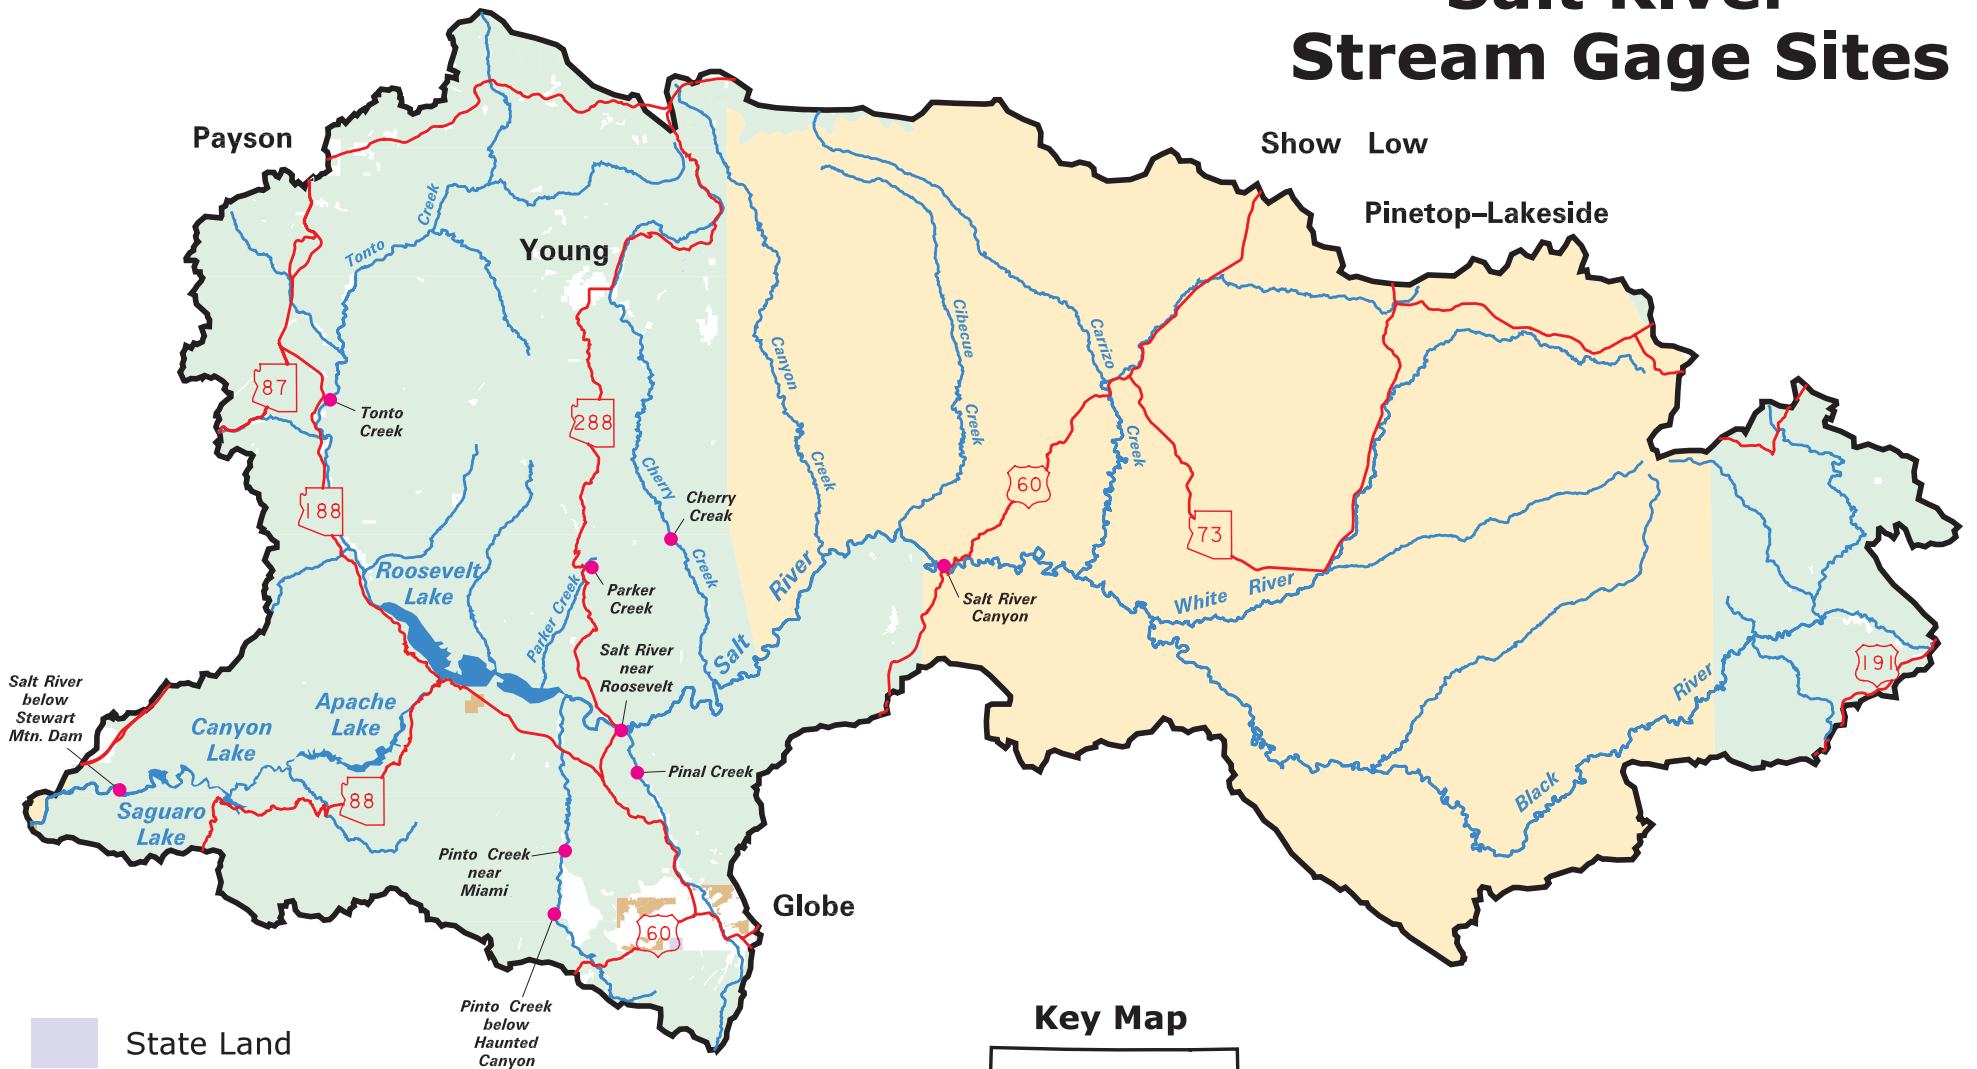 Salt River
Stream Gage Sites
Payson
Show Low
Pinetop–Lakeside
Creek
Tonto
Young
Cibecue
Carrizo
Canyon
87
Tonto
Creek
288
Creek
Creek
Creek
Cherry
60
188
Cherry
Creak
73
Creek
River
Roosevelt
Lake
Parker Creek
Parker
Creek
Salt River
Canyon
White River
Salt
Salt River
near
Roosevelt
191
River
Salt River
below
Stewart
Mtn. Dam
Apache
Lake
Canyon
Lake
Pinal Creek
Black
88
Saguaro
Lake
Pinto Creek
near
Miami
Globe
60
Pinto Creek
below
Haunted
Canyon
Key Map
State Land